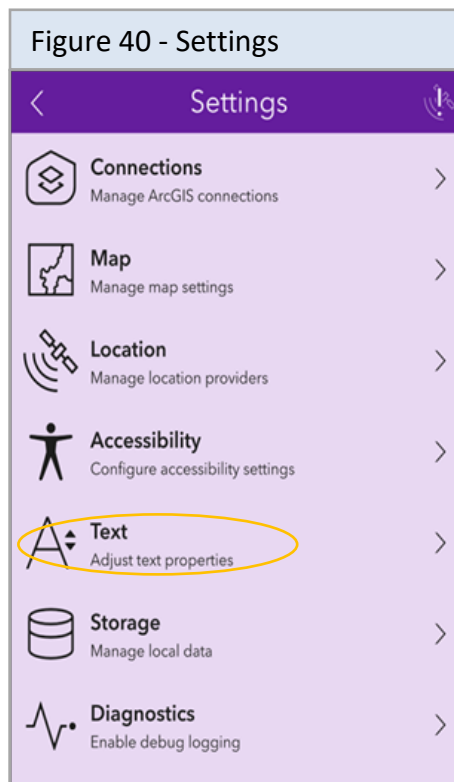 Figure 40 - Settings
Settings
Connections
Manage ArcGIS connections
Map
Manage map settings
Location
Manage location providers
Accessibility
Configure accessibility settings
Text
Adjust text properties
Storage
Manage local data
Diagnostics
Enable debug logging